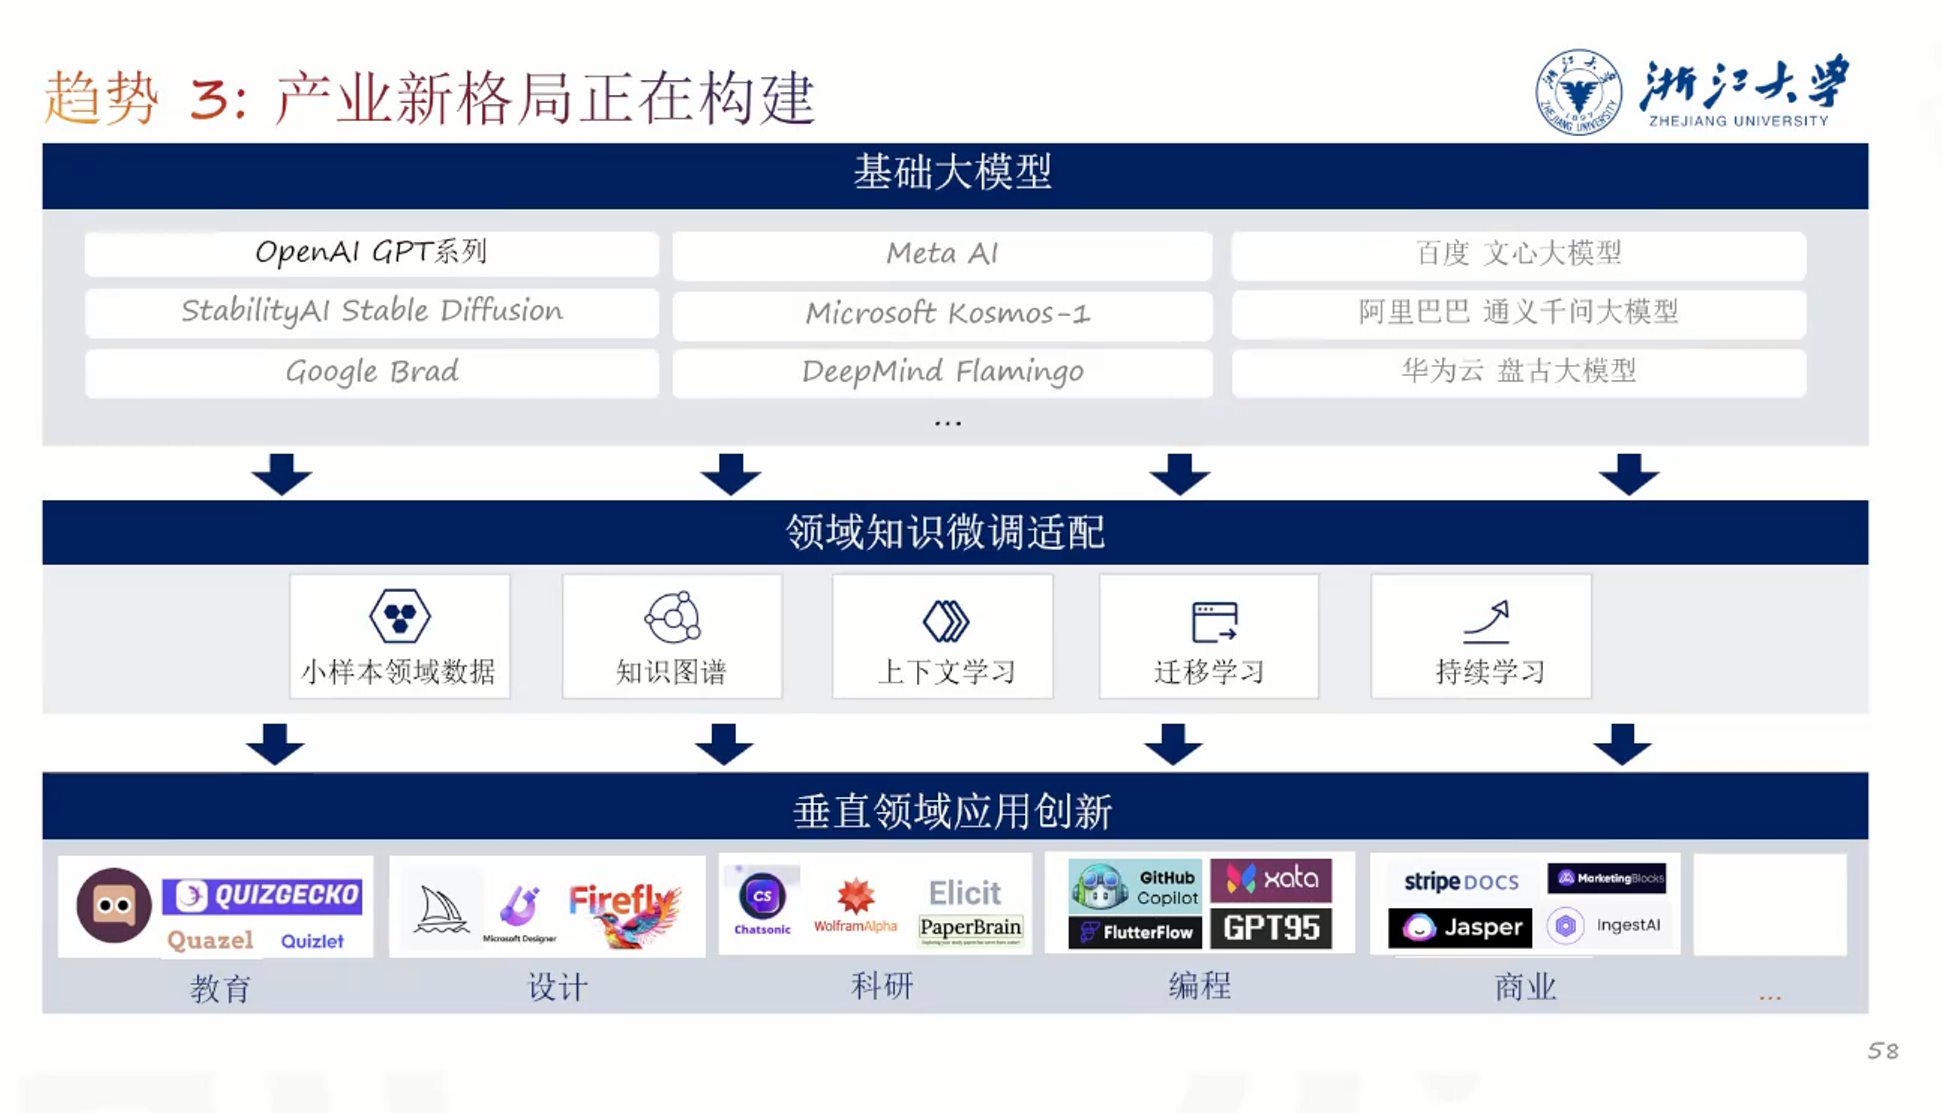 趋势 3: 产业新格局正在构建
浙江大学
ZHEJIANG UNIVERSITY
基础大模型
OpenAI GPT系列
Meta AI
百度 文心大模型
StabilityAI Stable Diffusion
Microsoft Kosmos-1
阿里巴巴 通义千问大模型
Google Brad
DeepMind Flamingo
华为云 盘古大模型
...
领域知识微调适配
小样本领域数据
知识图谱
上下文学习
迁移学习
持续学习
垂直领域应用创新
QUIZGECKO
Quazel
Quizlet
教育
Microsoft Designer
Firefly
设计
CS
Chatsonic
WolframAlpha
Elicit
PaperBrain
科研
GitHub
Copilot
xata
FlutterFlow
GPT95
编程
stripe DOCS
MarketingBlocks
Jasper
IngestAI
商业
...
58